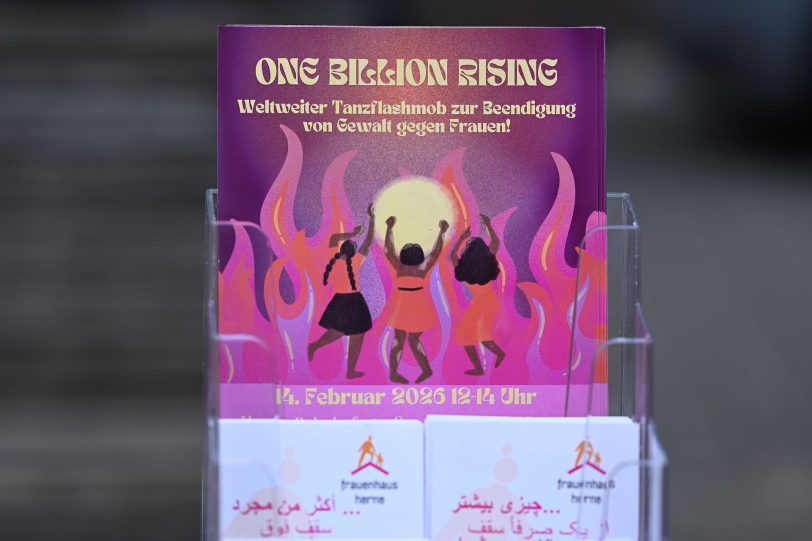 ONE BILLION RISING
Weltweiter Tanzflashmob zur Beendigung
von Gewalt gegen Frauen!
14. Februar 2026 12-14 Uhr
frauenhaus
herne
... أكثر من مجرد
سقف فوق
frauenhaus
herne
...چیزی بیشتر
از یک صرفاً سقف